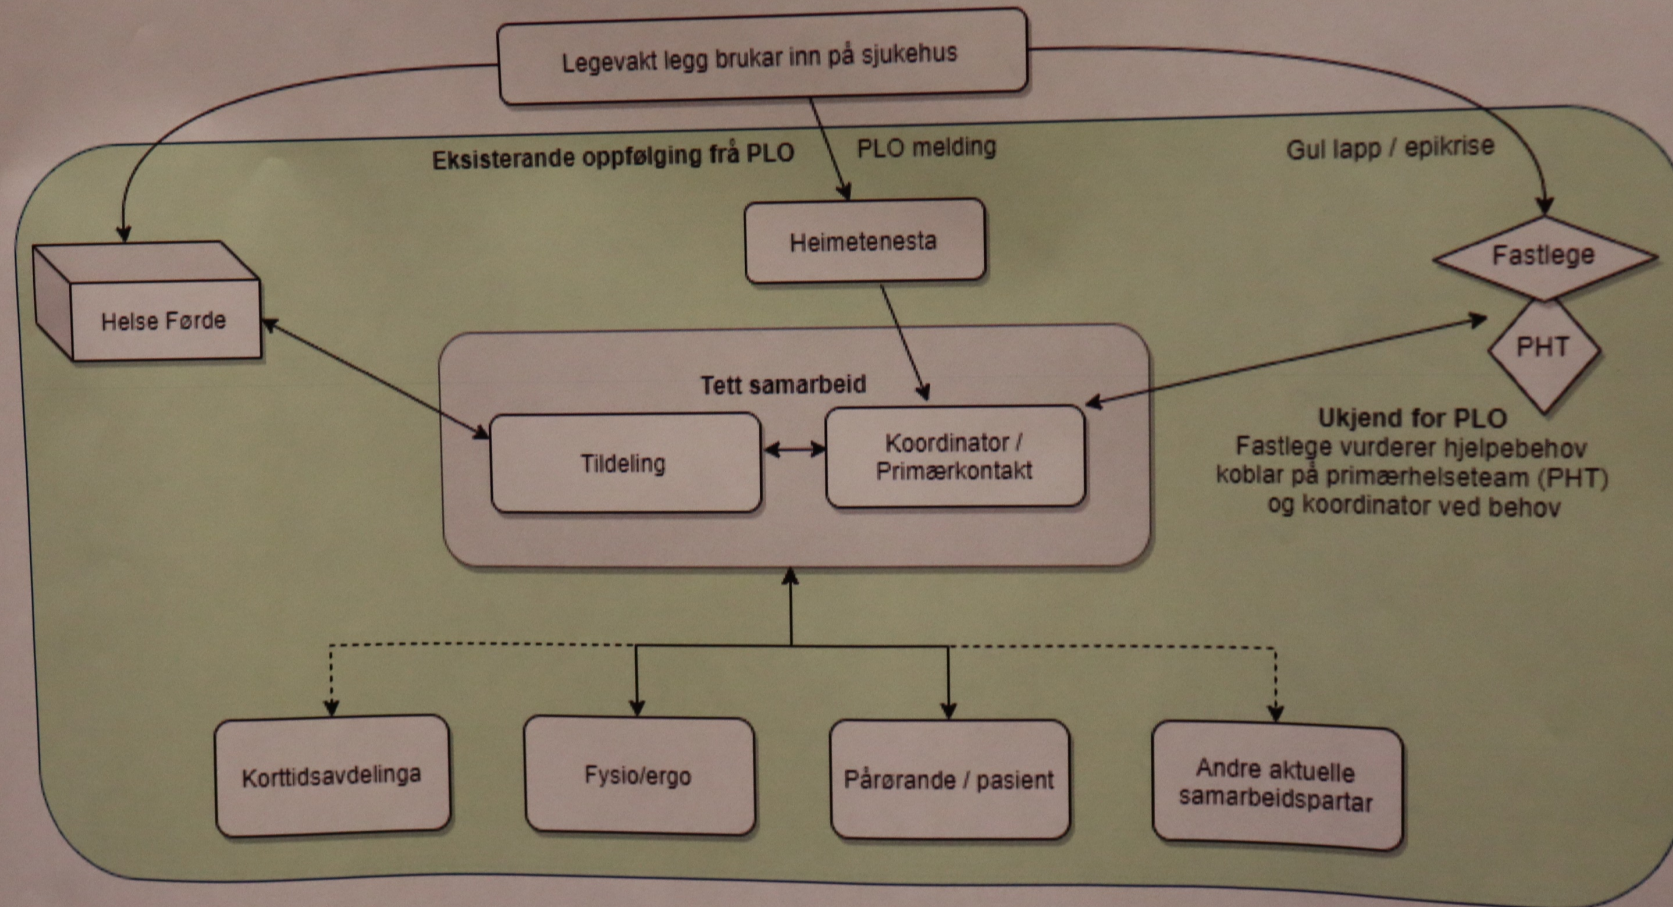 Legevakt legg brukar inn på sjukehus
Eksisterande oppfølging frå PLO
PLO melding
Gul lapp / epikrise
Heimetenesta
Fastlege
Helse Førde
PHT
Tett samarbeid
Tildeling
Koordinator /
Primærkontakt
Ukjend for PLO
Fastlege vurderer hjelpebehov
koblar på primærhelseteam (PHT)
og koordinator ved behov
Korttidsavdelinga
Fysio/ergo
Pårørande / pasient
Andre aktuelle
samarbeidspartar